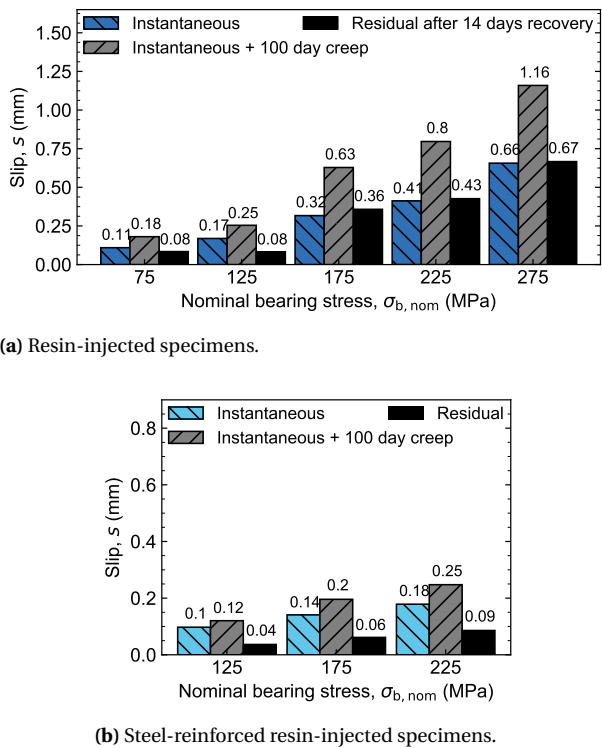 Instantaneous
Residual after 14 days recovery
Instantaneous + 100 day creep
Slip, s (mm)
1.50
1.25
1.00
0.75
0.50
0.25
0.00
0.11 0.18 0.08
0.17 0.25 0.08
0.32 0.63 0.36
0.41 0.8 0.43
0.66 1.16 0.67
75 125 175 225 275
Nominal bearing stress, σb, nom (MPa)
(a) Resin-injected specimens.
Instantaneous
Residual
Instantaneous + 100 day creep
Slip, s (mm)
0.8
0.6
0.4
0.2
0.0
0.1 0.12 0.04
0.14 0.2 0.06
0.18 0.25 0.09
125 175 225
Nominal bearing stress, σb, nom (MPa)
(b) Steel-reinforced resin-injected specimens.